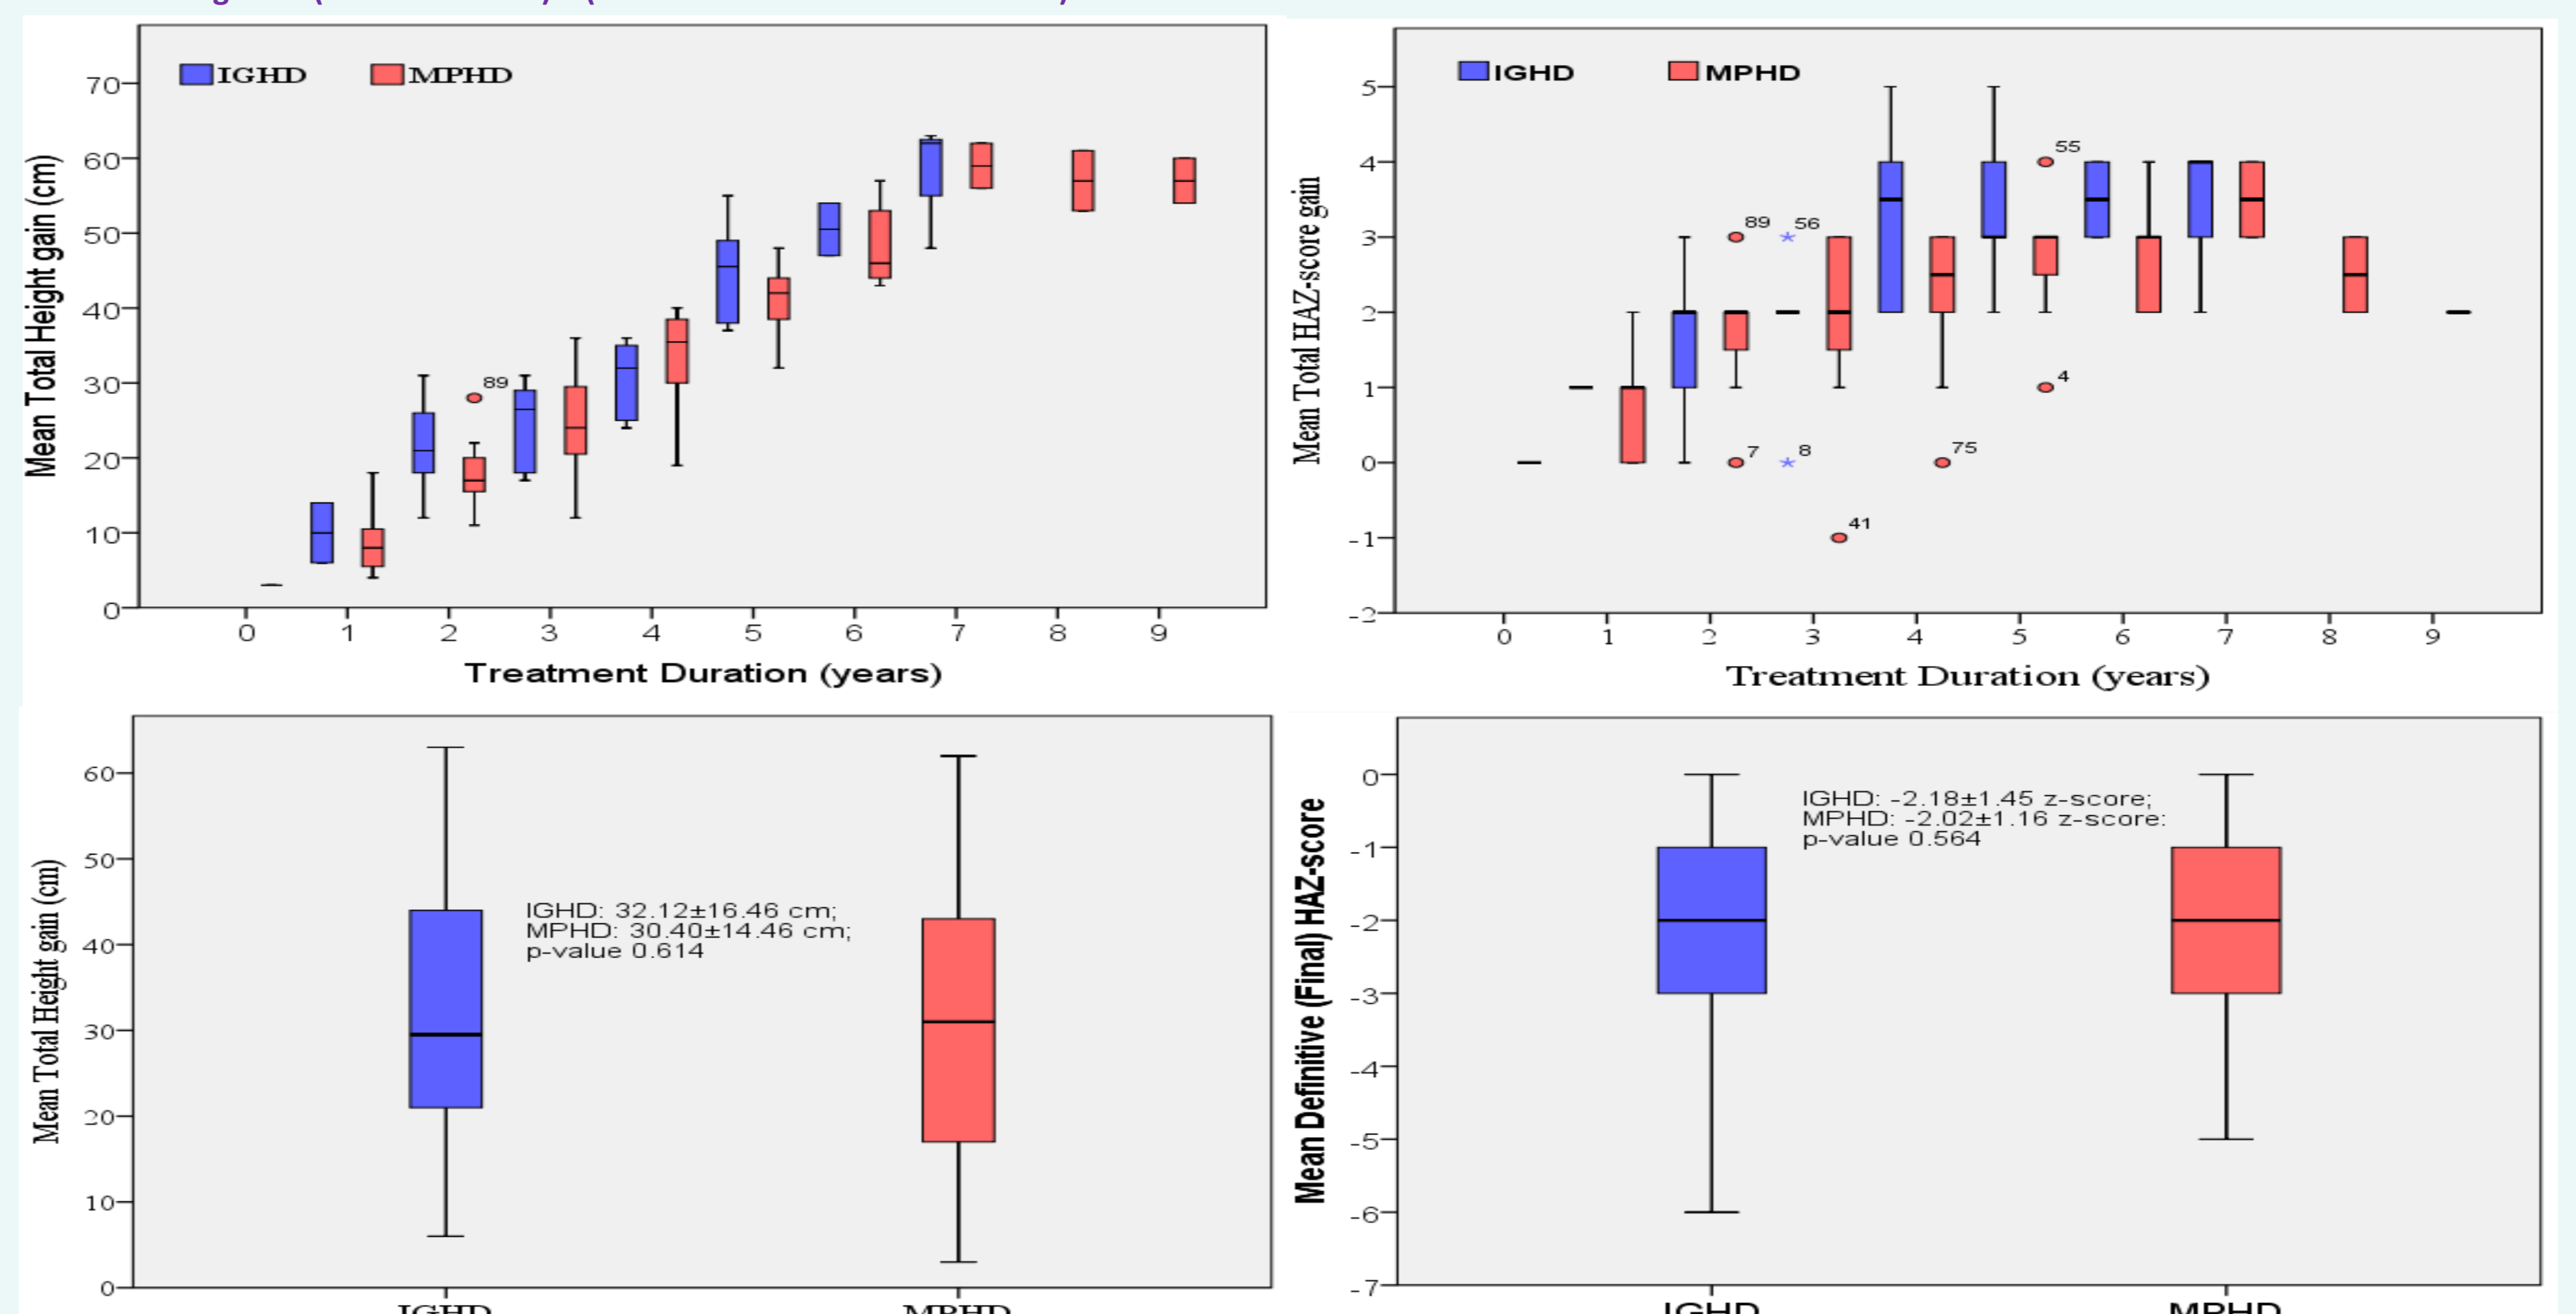 IGHD MPHD
Mean Total Height gain (cm)
70
60
50
40
30
20
10
0
89
0 1 2 3 4 5 6 7 8 9
Treatment Duration (years)
IGHD MPHD
Mean Total HAZ-score gain
5
4
3
2
1
0
-1
-2
89
7
56
8
41
75
55
4
0 1 2 3 4 5 6 7 8 9
Treatment Duration (years)
Mean Total Height gain (cm)
60
50
40
30
20
10
0
IGHD: 32.12±16.46 cm;
MPHD: 30.40±14.46 cm;
p-value 0.614
IGHD MPHD
Mean Definitive (Final) HAZ-score
0
-1
-2
-3
-4
-5
-6
-7
IGHD: -2.18±1.45 z-score;
MPHD: -2.02±1.16 z-score:
p-value 0.564
IGHD MPHD